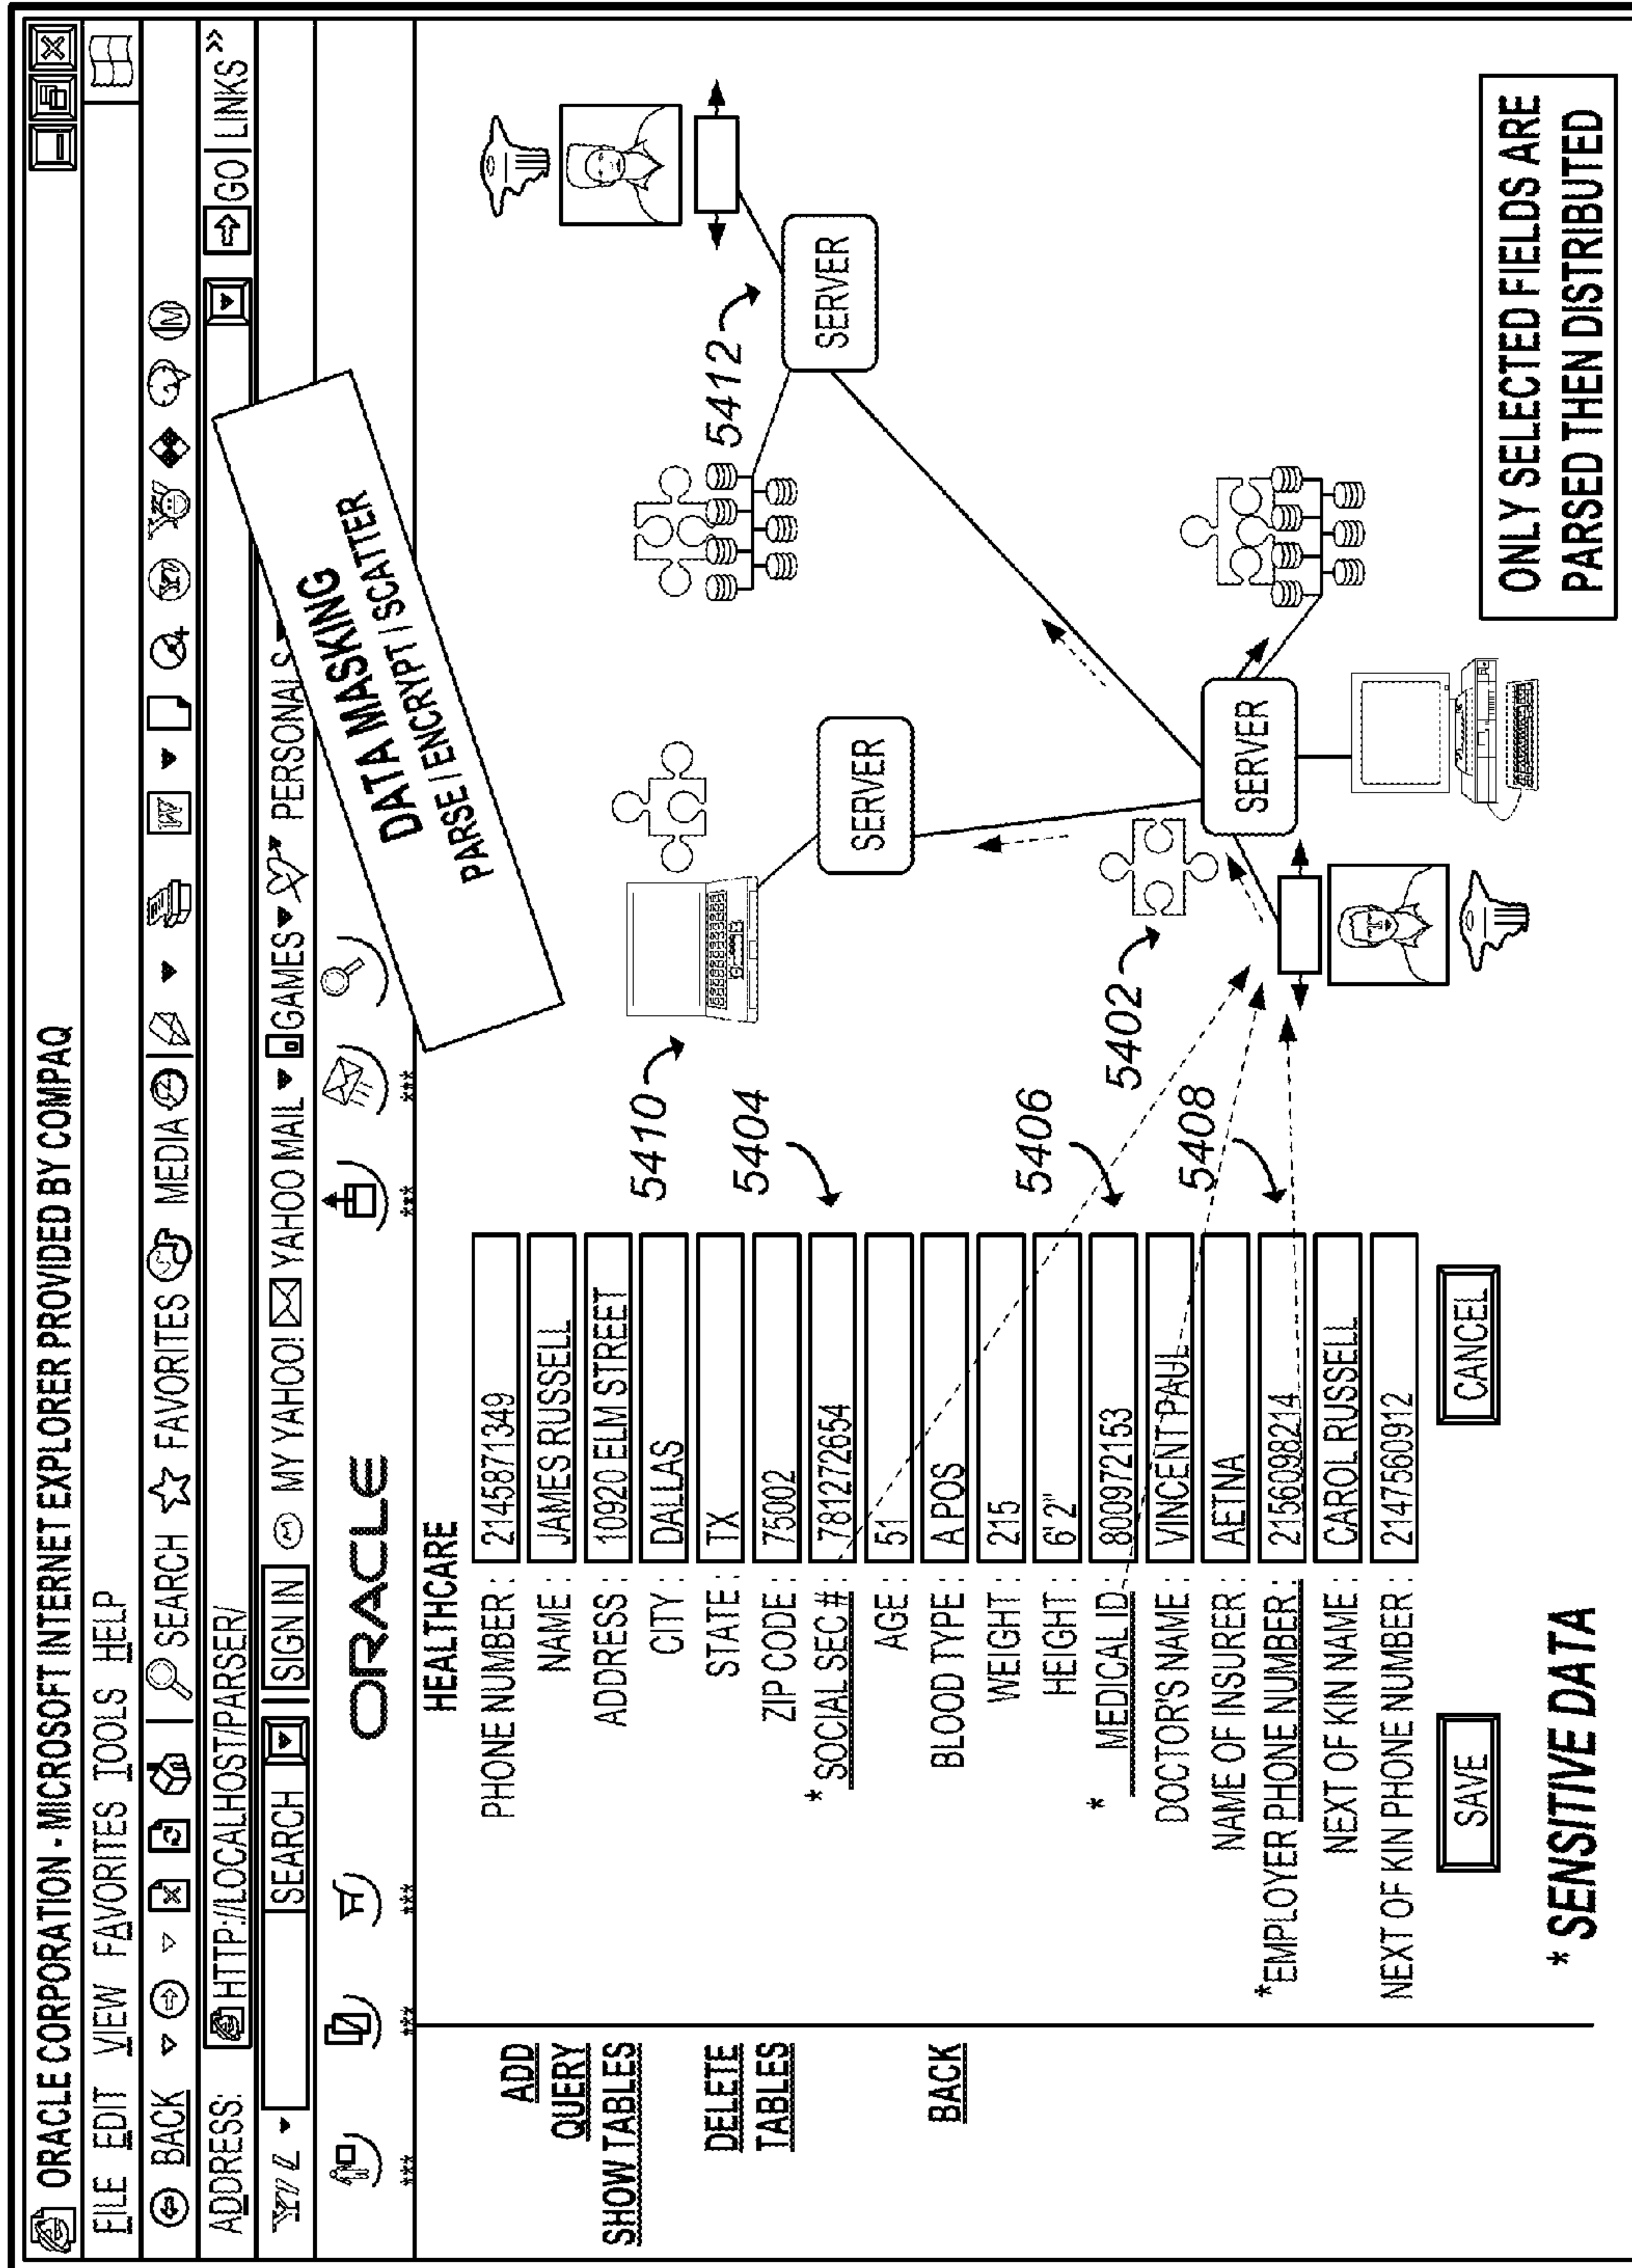 ORACLE CORPORATION - MICROSOFT INTERNET EXPLORER PROVIDED BY COMPAQ
FILE EDIT VIEW FAVORITES TOOLS HELP
BACK SEARCH FAVORITES MEDIA
ADDRESS: HTTP://LOCALHOST/PARSER/ GO LINKS »
SEARCH SIGN IN MY YAHOO! YAHOO MAIL GAMES PERSONALS
ORACLE
DATA MASKING
PARSE / ENCRYPT / SCATTER
ADD
QUERY
SHOW TABLES
DELETE
TABLES
BACK
HEALTHCARE
PHONE NUMBER : 2145871349
NAME : JAMES RUSSELL
ADDRESS : 10920 ELM STREET
CITY : DALLAS
STATE : TX
ZIP CODE : 75002
* SOCIAL SEC# : 781272654
AGE : 51
BLOOD TYPE : A POS
WEIGHT : 215
HEIGHT : 6' 2"
* MEDICAL ID : 800972153
DOCTOR'S NAME : VINCENT PAUL
NAME OF INSURER : AETNA
*EMPLOYER PHONE NUMBER : 2156098214
NEXT OF KIN NAME : CAROL RUSSELL
NEXT OF KIN PHONE NUMBER : 2147560912
SAVE CANCEL
* SENSITIVE DATA
5410
5404
5406
5408
5402
5412
SERVER
SERVER
SERVER
ONLY SELECTED FIELDS ARE
PARSED THEN DISTRIBUTED